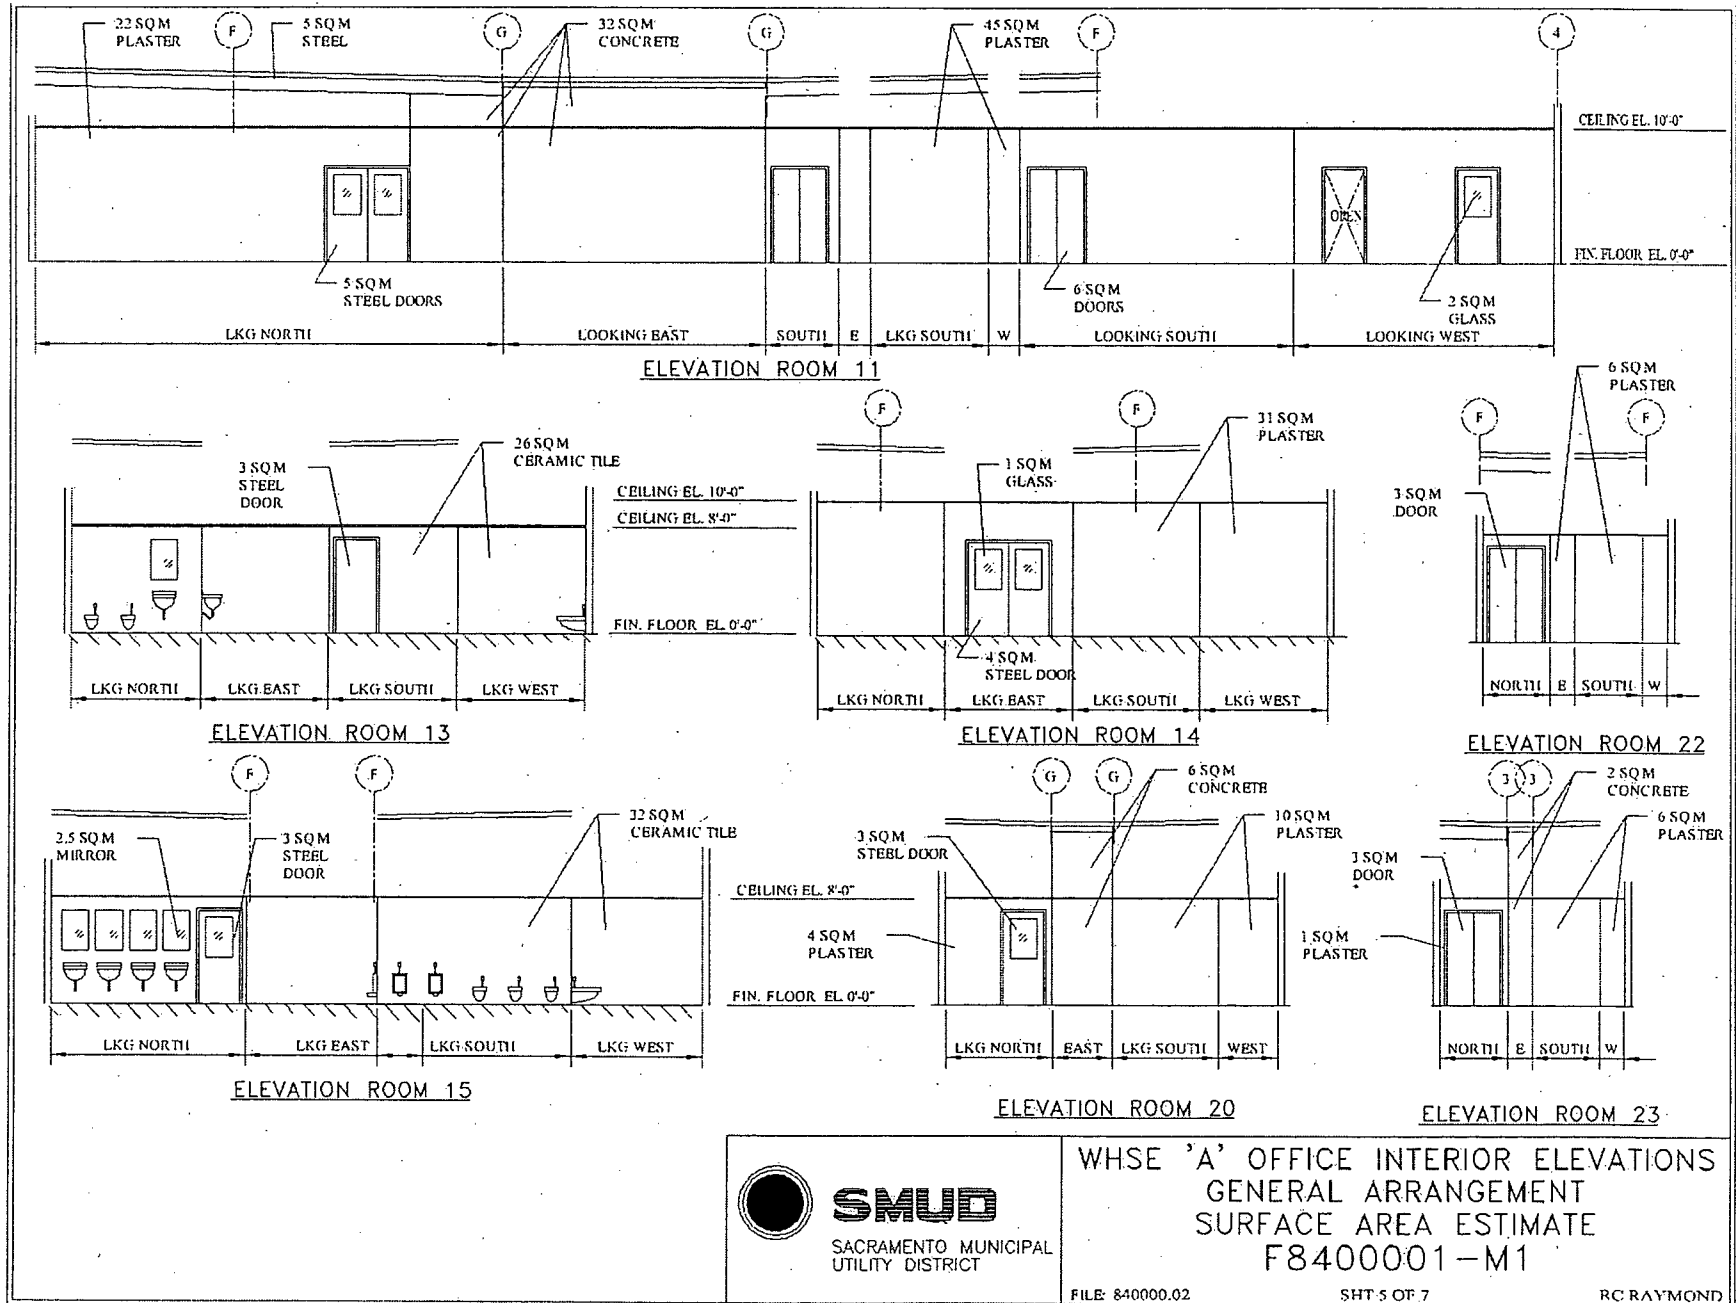 22 SQ M
PLASTER
F
5 SQ M
STEEL
G
32 SQ M
CONCRETE
G
45 SQ M
PLASTER
F
4
CEILING EL. 10'-0"
OPEN
FIN. FLOOR EL. 0'-0"
5 SQ M
STEEL DOORS
6 SQ M
DOORS
2 SQ M
GLASS
LKG NORTH
LOOKING EAST
SOUTH
E
LKG SOUTH
W
LOOKING SOUTH
LOOKING WEST
ELEVATION ROOM 11
3 SQ M
STEEL
DOOR
26 SQ M
CERAMIC TILE
CEILING EL. 10'-0"
CEILING EL. 8'-0"
FIN. FLOOR EL. 0'-0"
LKG NORTH
LKG EAST
LKG SOUTH
LKG WEST
ELEVATION ROOM 13
F
F
1 SQ M
GLASS
31 SQ M
PLASTER
4 SQ M
STEEL DOOR
LKG NORTH
LKG EAST
LKG SOUTH
LKG WEST
ELEVATION ROOM 14
6 SQ M
PLASTER
F
F
3 SQ M
DOOR
NORTH
E
SOUTH
W
ELEVATION ROOM 22
F
F
2.5 SQ M
MIRROR
3 SQ M
STEEL
DOOR
32 SQ M
CERAMIC TILE
CEILING EL. 8'-0"
FIN. FLOOR EL. 0'-0"
LKG NORTH
LKG EAST
LKG SOUTH
LKG WEST
ELEVATION ROOM 15
G
G
6 SQ M
CONCRETE
3 SQ M
STEEL DOOR
10 SQ M
PLASTER
4 SQ M
PLASTER
LKG NORTH
EAST
LKG SOUTH
WEST
ELEVATION ROOM 20
3
3
2 SQ M
CONCRETE
6 SQ M
PLASTER
3 SQ M
DOOR
1 SQ M
PLASTER
NORTH
E
SOUTH
W
ELEVATION ROOM 23
SMUD
SACRAMENTO MUNICIPAL
UTILITY DISTRICT
WHSE 'A' OFFICE INTERIOR ELEVATIONS
GENERAL ARRANGEMENT
SURFACE AREA ESTIMATE
F8400001-M1
FILE: 840000.02
SHT 5 OF 7
RC RAYMOND